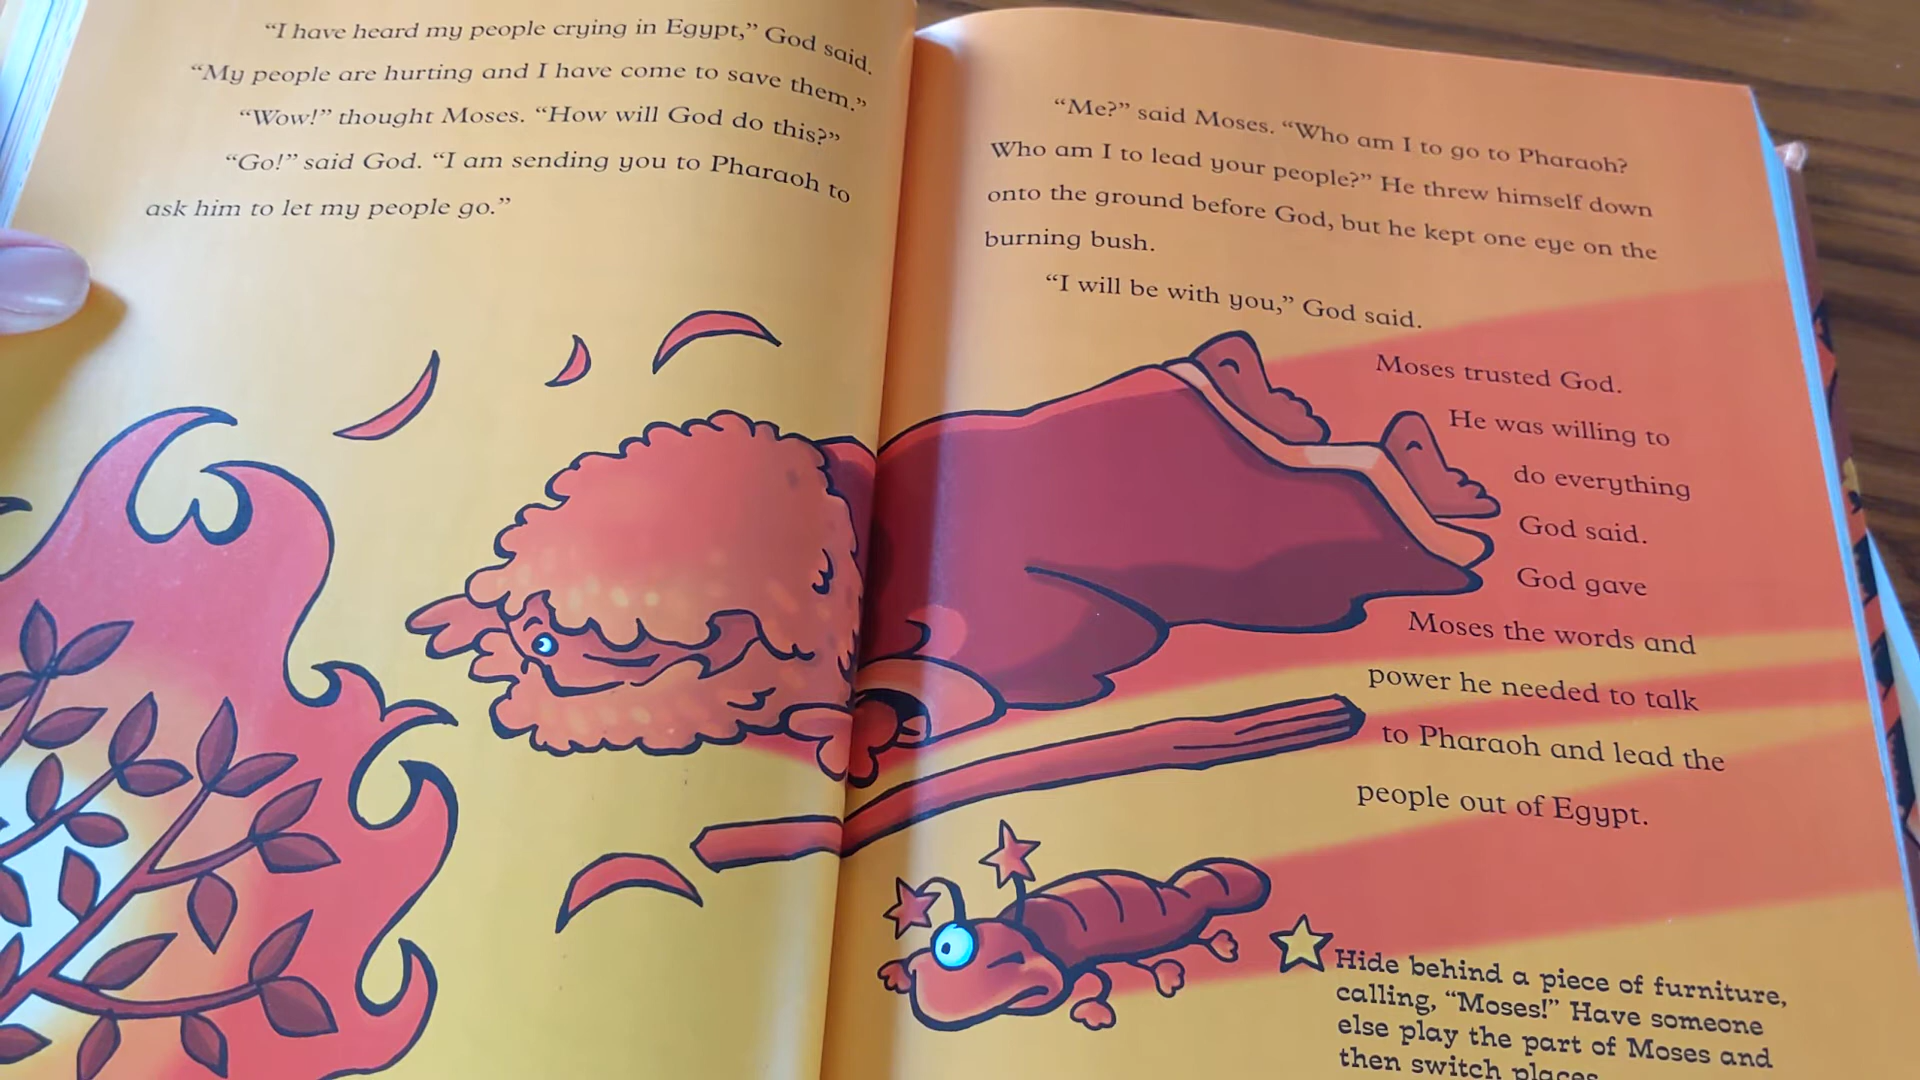 “I have heard my people crying in Egypt,” God said.
“My people are hurting and I have come to save them.”
“Wow!” thought Moses. “How will God do this?”
“Go!” said God. “I am sending you to Pharaoh to
ask him to let my people go.”
“Me?” said Moses. “Who am I to go to Pharaoh?
Who am I to lead your people?” He threw himself down
onto the ground before God, but he kept one eye on the
burning bush.
“I will be with you,” God said.
Moses trusted God.
He was willing to
do everything
God said.
God gave
Moses the words and
power he needed to talk
to Pharaoh and lead the
people out of Egypt.
Hide behind a piece of furniture,
calling, “Moses!” Have someone
else play the part of Moses and
then switch places.